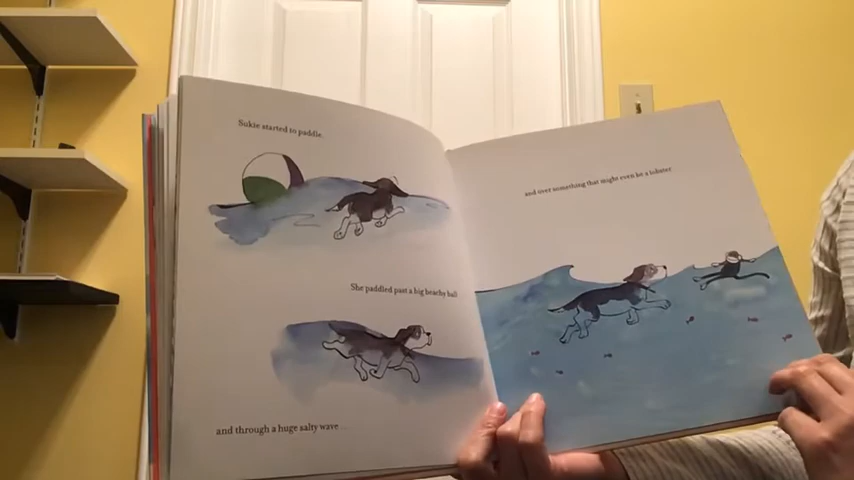 Sukie started to paddle.
She paddled past a big beachy ball
and through a huge salty wave
and over something that might even be a lobster